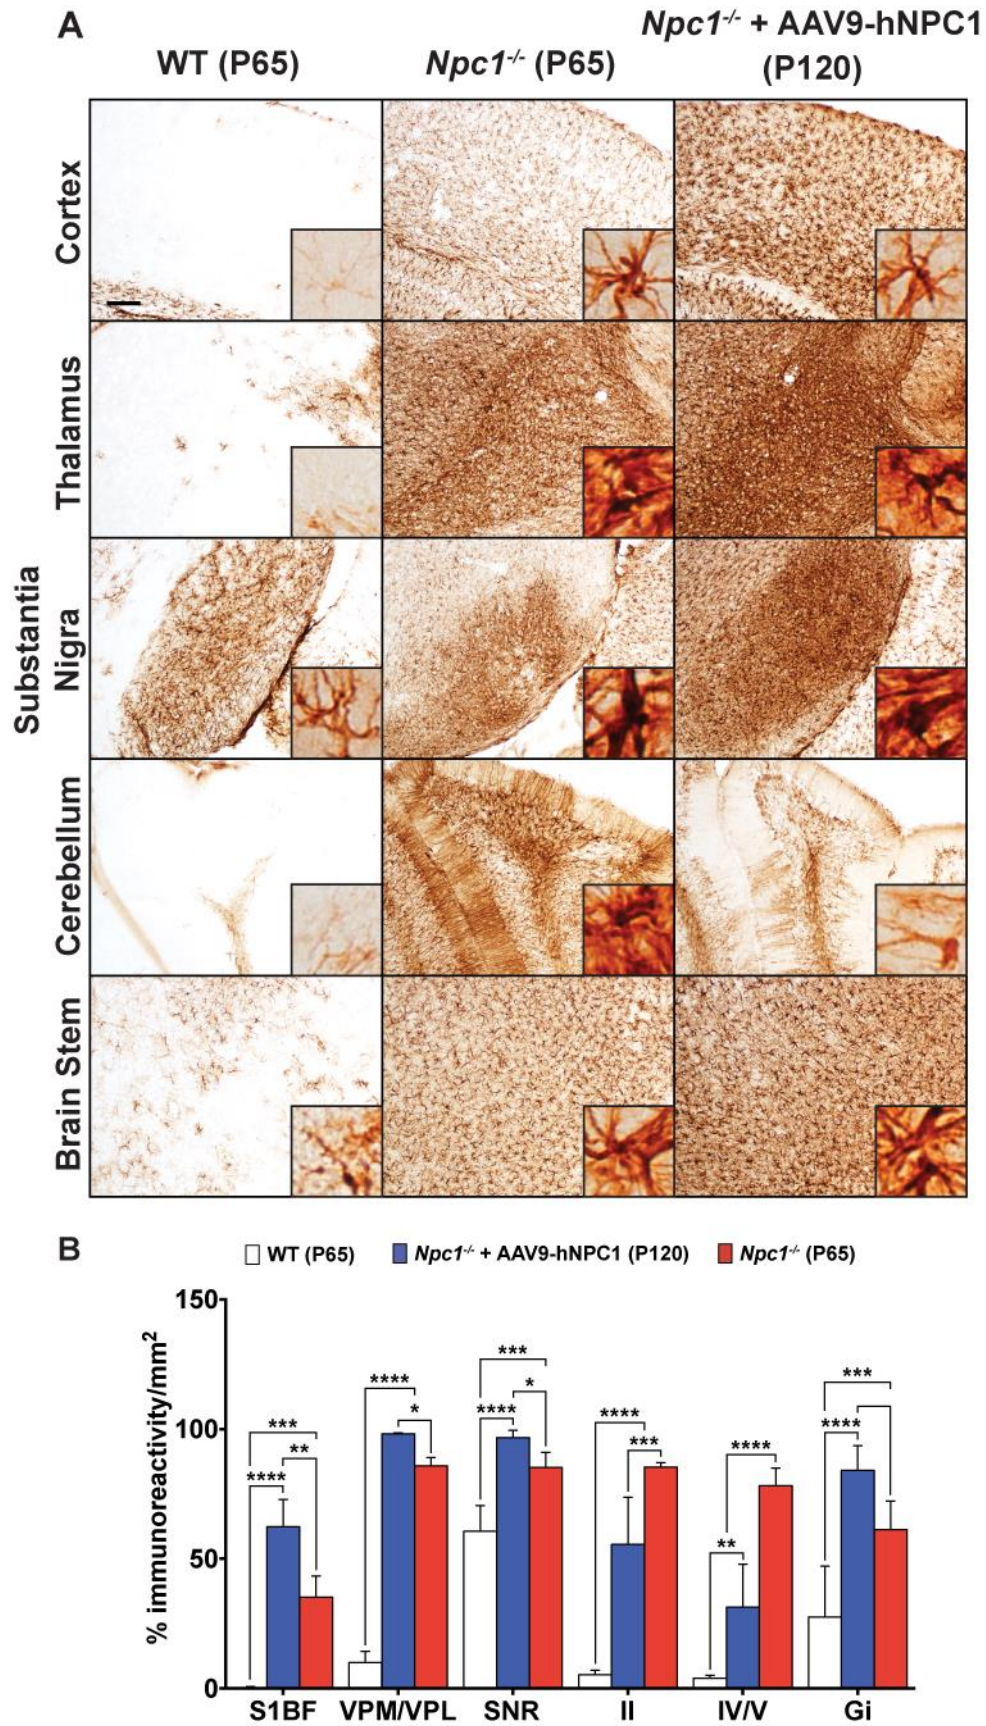 A
WT (P65)
Npc1-/- (P65)
Npc1-/- + AAV9-hNPC1
(P120)
Cortex
Thalamus
Substantia
Nigra
Cerebellum
Brain Stem
B
WT (P65)
Npc1-/- + AAV9-hNPC1 (P120)
Npc1-/- (P65)
% immunoreactivity/mm2
150
100
50
0
***
**
****
****
*
***
*
****
****
***
****
**
***
****
S1BF
VPM/VPL
SNR
II
IV/V
Gi